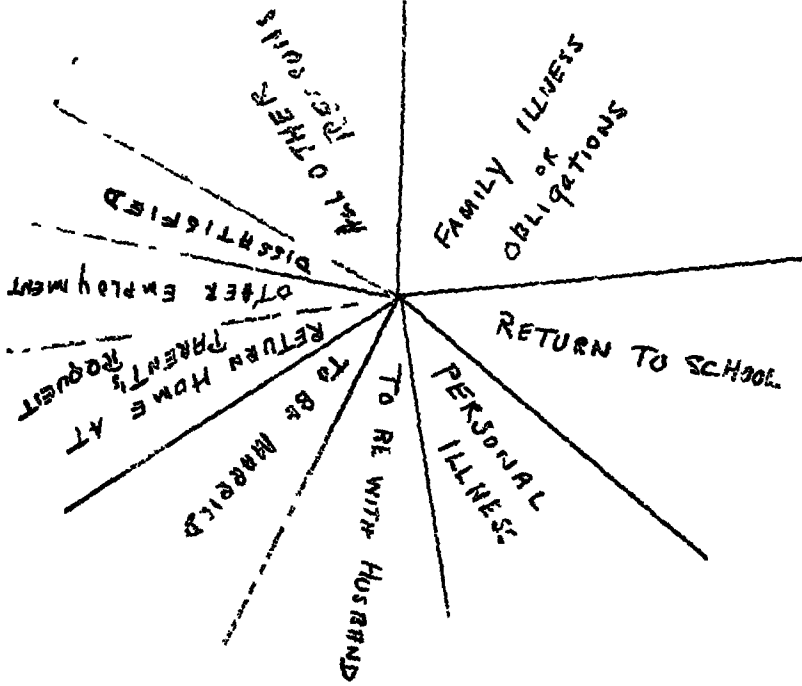 FAMILY ILLNESS
OR
OBLIGATIONS
RETURN TO SCHOOL
PERSONAL
ILLNESS
TO BE WITH HUSBAND
TO BE MARRIED
RETURN HOME AT
PARENT'S
REQUEST
OTHER EMPLOYMENT
DISSATISFIED
ALL OTHER
REASONS